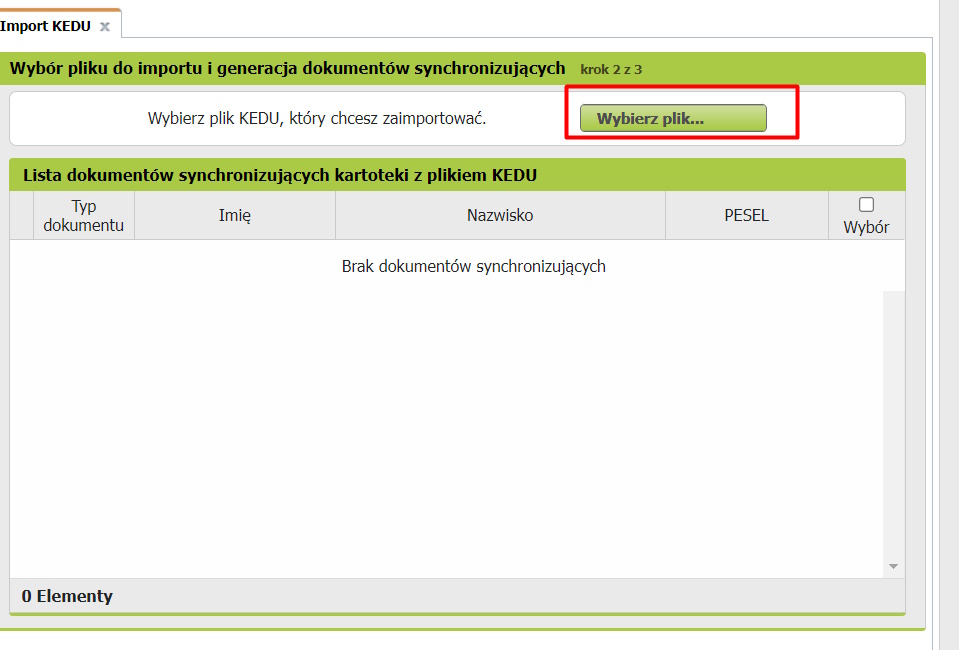 Import KEDU x
Wybór pliku do importu i generacja dokumentów synchronizujących krok 2 z 3
Wybierz plik KEDU, który chcesz zaimportować. Wybierz plik...
Lista dokumentów synchronizujących kartoteki z plikiem KEDU
Typ
dokumentu
Imię
Nazwisko
PESEL
Wybór
Brak dokumentów synchronizujących
0 Elementy